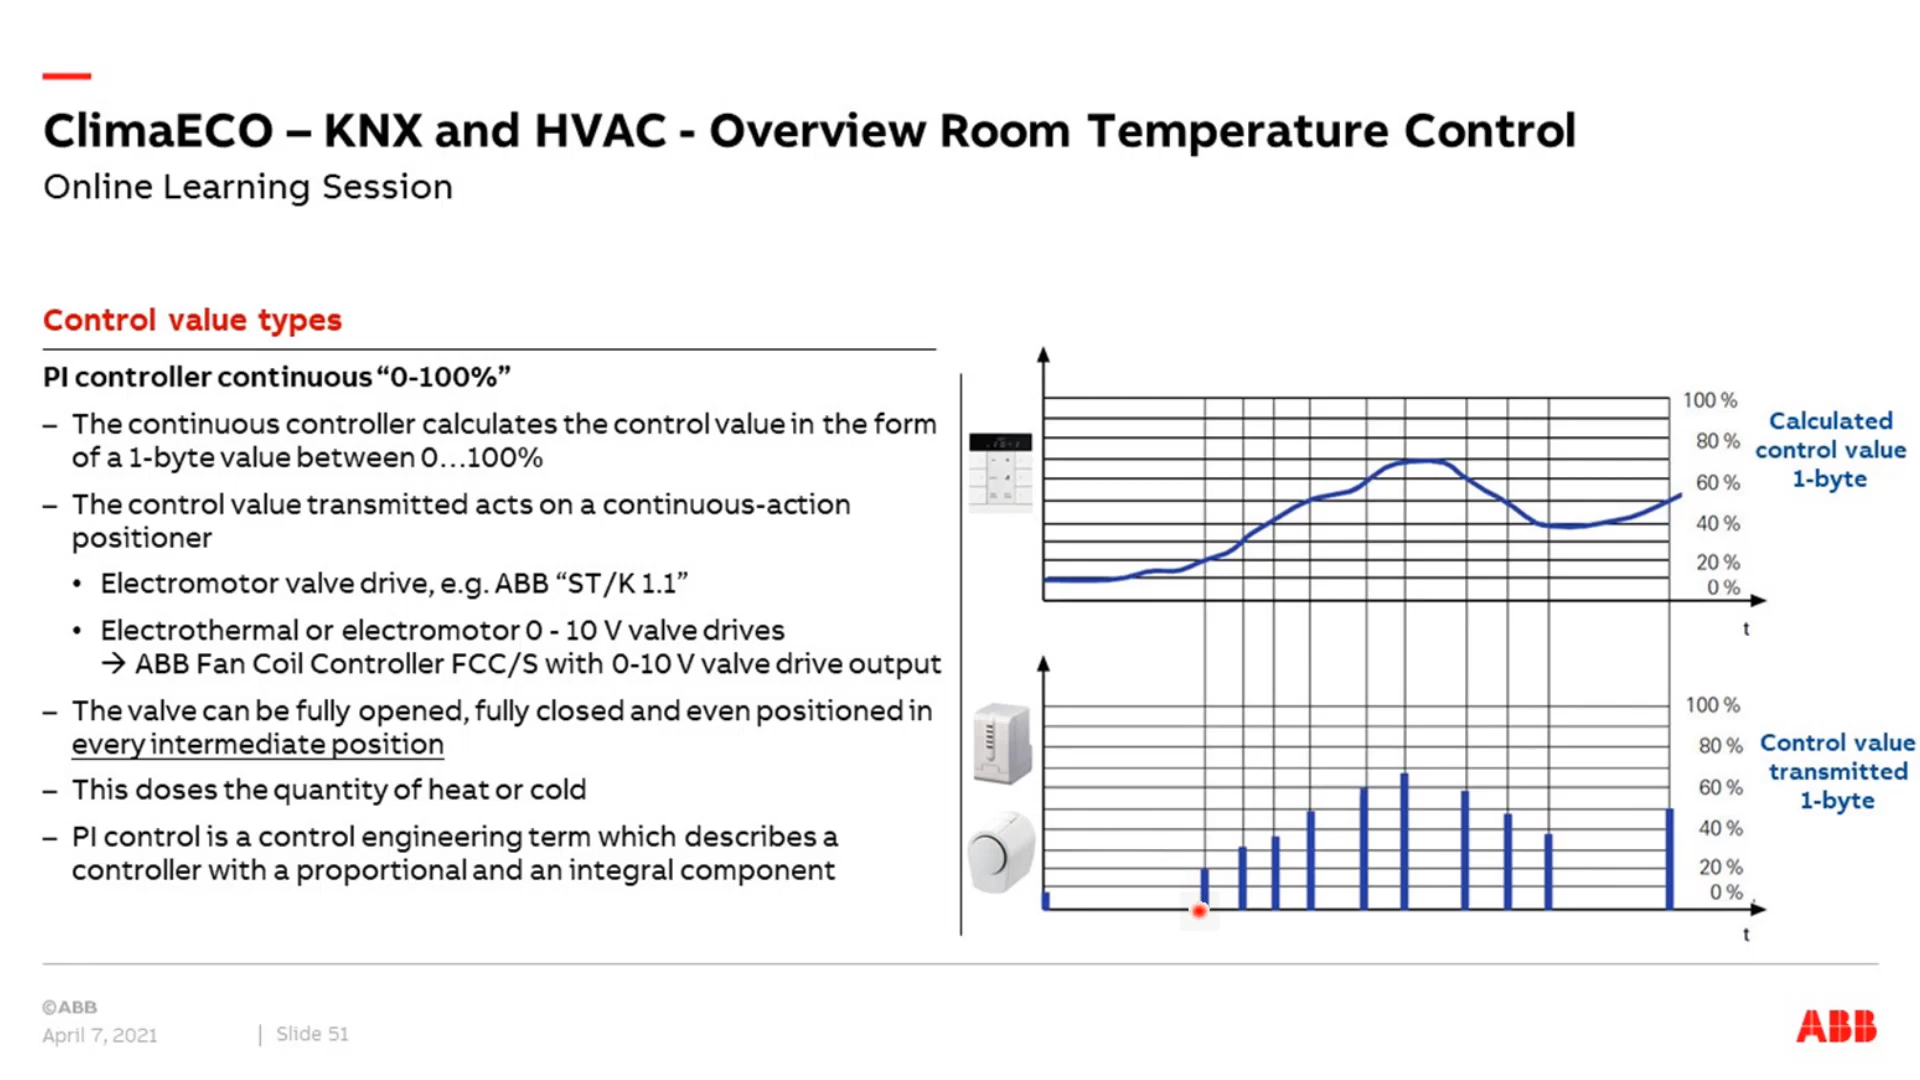 ClimaECO – KNX and HVAC - Overview Room Temperature Control
Online Learning Session
Control value types
PI controller continuous “0-100%”
– The continuous controller calculates the control value in the form
of a 1-byte value between 0…100%
– The control value transmitted acts on a continuous-action
positioner
• Electromotor valve drive, e.g. ABB “ST/K 1.1”
• Electrothermal or electromotor 0 - 10 V valve drives
→ ABB Fan Coil Controller FCC/S with 0-10 V valve drive output
– The valve can be fully opened, fully closed and even positioned in
every intermediate position
– This doses the quantity of heat or cold
– PI control is a control engineering term which describes a
controller with a proportional and an integral component
100 %
80 %
60 %
40 %
20 %
0 %
t
Calculated
control value
1-byte
100 %
80 %
60 %
40 %
20 %
0 %
t
Control value
transmitted
1-byte
©ABB
April 7, 2021 | Slide 51
ABB